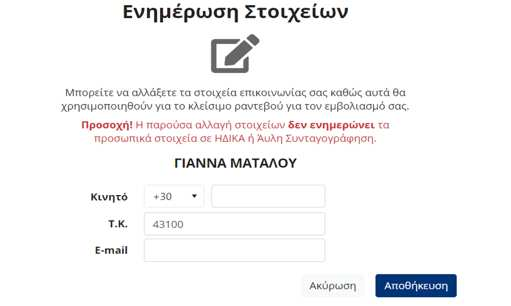 Ενημέρωση Στοιχείων
Μπορείτε να αλλάξετε τα στοιχεία επικοινωνίας σας καθώς αυτά θα
χρησιμοποιηθούν για το κλείσιμο ραντεβού για τον εμβολιασμό σας.
Προσοχή! Η παρούσα αλλαγή στοιχείων δεν ενημερώνει τα
προσωπικά στοιχεία σε ΗΔΙΚΑ ή Άυλη Συνταγογράφηση.
ΓΙΑΝΝΑ ΜΑΤΑΛΟΥ
Κινητό +30
Τ.Κ. 43100
E-mail
Ακύρωση Αποθήκευση